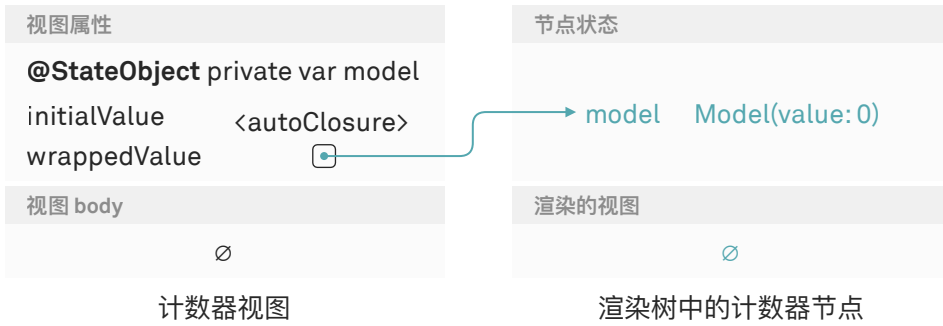 视图属性
节点状态
@StateObject private var model
initialValue <autoClosure>
wrappedValue
model Model(value: 0)
视图 body
渲染的视图
∅
∅
计数器视图
渲染树中的计数器节点